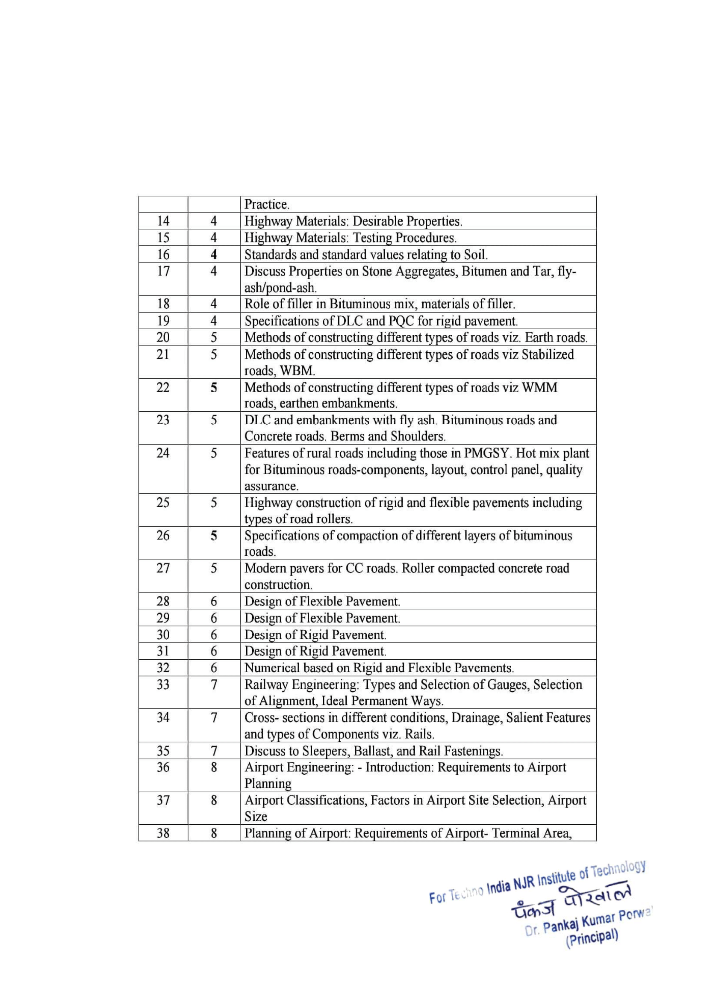 Practice.
14 4 Highway Materials: Desirable Properties.
15 4 Highway Materials: Testing Procedures.
16 4 Standards and standard values relating to Soil.
17 4 Discuss Properties on Stone Aggregates, Bitumen and Tar, fly-
ash/pond-ash.
18 4 Role of filler in Bituminous mix, materials of filler.
19 4 Specifications of DLC and PQC for rigid pavement.
20 5 Methods of constructing different types of roads viz. Earth roads.
21 5 Methods of constructing different types of roads viz Stabilized
roads, WBM.
22 5 Methods of constructing different types of roads viz WMM
roads, earthen embankments.
23 5 DLC and embankments with fly ash. Bituminous roads and
Concrete roads. Berms and Shoulders.
24 5 Features of rural roads including those in PMGSY. Hot mix plant
for Bituminous roads-components, layout, control panel, quality
assurance.
25 5 Highway construction of rigid and flexible pavements including
types of road rollers.
26 5 Specifications of compaction of different layers of bituminous
roads.
27 5 Modern pavers for CC roads. Roller compacted concrete road
construction.
28 6 Design of Flexible Pavement.
29 6 Design of Flexible Pavement.
30 6 Design of Rigid Pavement.
31 6 Design of Rigid Pavement.
32 6 Numerical based on Rigid and Flexible Pavements.
33 7 Railway Engineering: Types and Selection of Gauges, Selection
of Alignment, Ideal Permanent Ways.
34 7 Cross- sections in different conditions, Drainage, Salient Features
and types of Components viz. Rails.
35 7 Discuss to Sleepers, Ballast, and Rail Fastenings.
36 8 Airport Engineering: - Introduction: Requirements to Airport
Planning
37 8 Airport Classifications, Factors in Airport Site Selection, Airport
Size
38 8 Planning of Airport: Requirements of Airport- Terminal Area,
For Techno India NJR Institute of Technology
पंकज पोरवाल
Dr. Pankaj Kumar Porwal
(Principal)